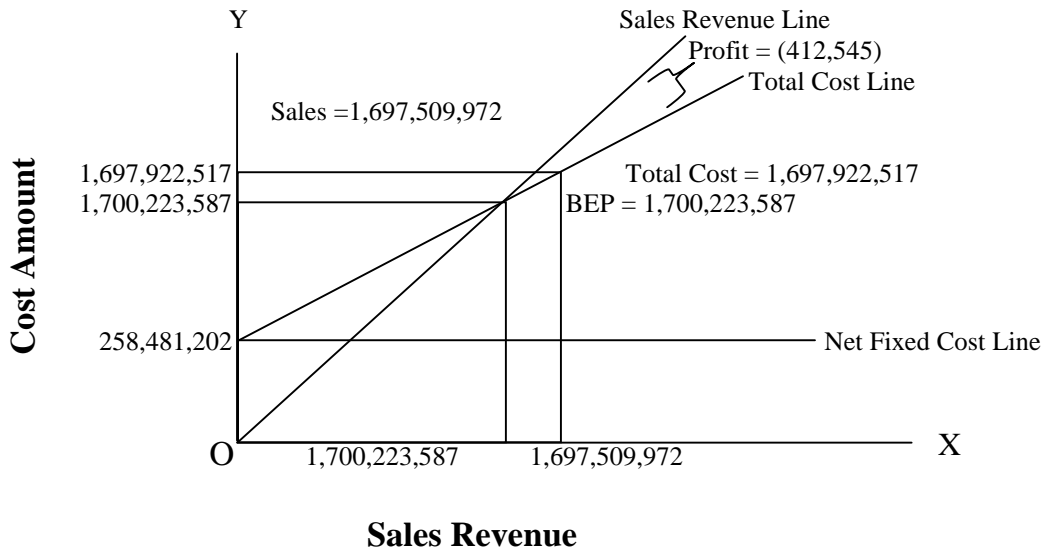 Y
Sales Revenue Line
Profit = (412,545)
Total Cost Line
Sales =1,697,509,972
1,697,922,517
Total Cost = 1,697,922,517
1,700,223,587
BEP = 1,700,223,587
Cost Amount
258,481,202
Net Fixed Cost Line
O
1,700,223,587
1,697,509,972
X
Sales Revenue